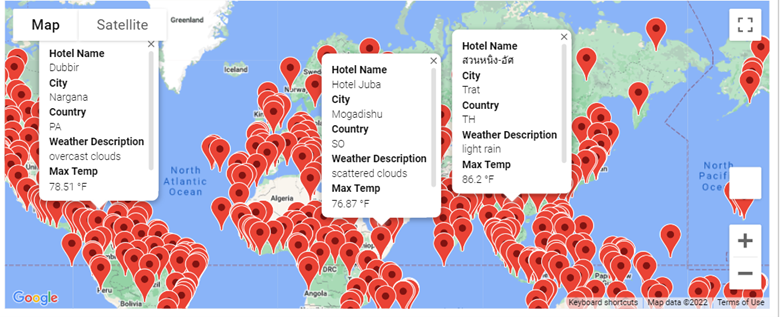 Map
Satellite
Greenland
Iceland
Norway
Hotel Name
Dubbir
City
Nargana
Country
PA
Weather Description
overcast clouds
Max Temp
78.51 °F
Hotel Name
Hotel Juba
City
Mogadishu
Country
SO
Weather Description
scattered clouds
Max Temp
76.87 °F
Hotel Name
สวนหนิง-อัศ
City
Trat
Country
TH
Weather Description
light rain
Max Temp
86.2 °F
North
Atlantic
Ocean
Algeria
DRC
Angola
Bolivia
Google
Keyboard shortcuts
Map data ©2022
Terms of Use